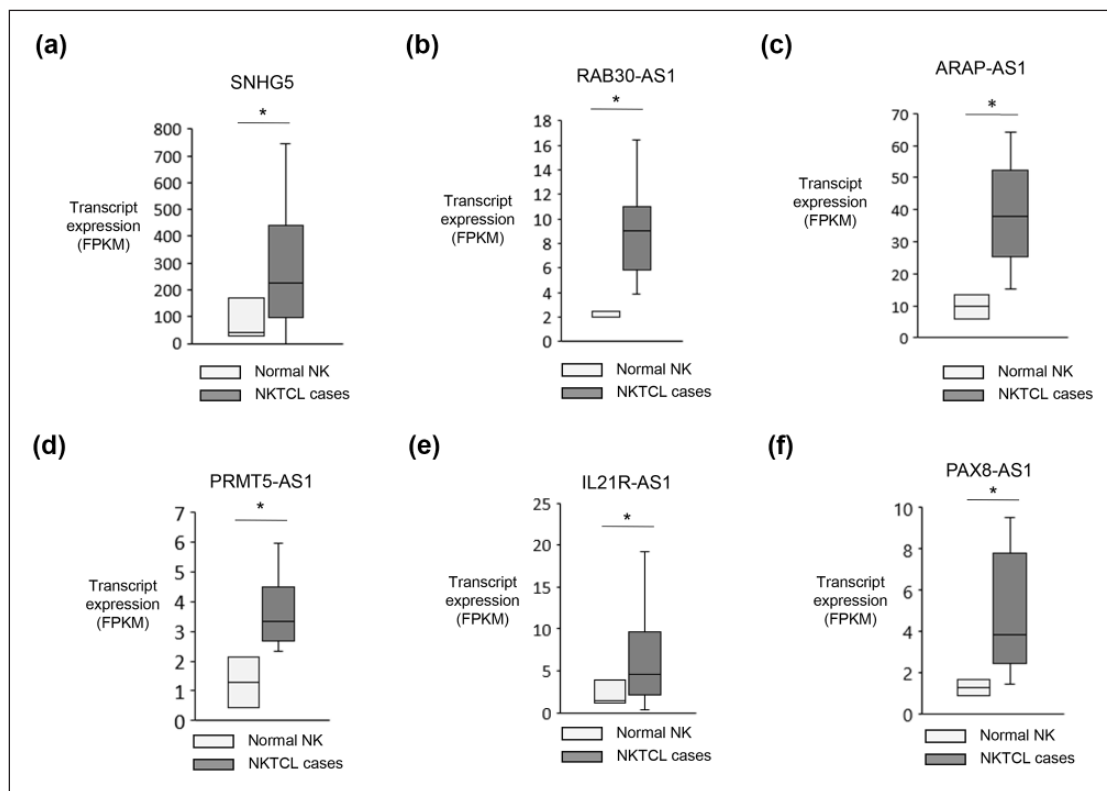 (a)
SNHG5
*
800
700
600
500
400
300
200
100
0
Transcript
expression
(FPKM)
Normal NK
NKTCL cases
(b)
RAB30-AS1
*
18
16
14
12
10
8
6
4
2
0
Transcript
expression
(FPKM)
Normal NK
NKTCL cases
(c)
ARAP-AS1
*
70
60
50
40
30
20
10
0
Transcript
expression
(FPKM)
Normal NK
NKTCL cases
(d)
PRMT5-AS1
*
7
6
5
4
3
2
1
0
Transcript
expression
(FPKM)
Normal NK
NKTCL cases
(e)
IL21R-AS1
*
25
20
15
10
5
0
Transcript
expression
(FPKM)
Normal NK
NKTCL cases
(f)
PAX8-AS1
*
10
8
6
4
2
0
Transcript
expression
(FPKM)
Normal NK
NKTCL cases